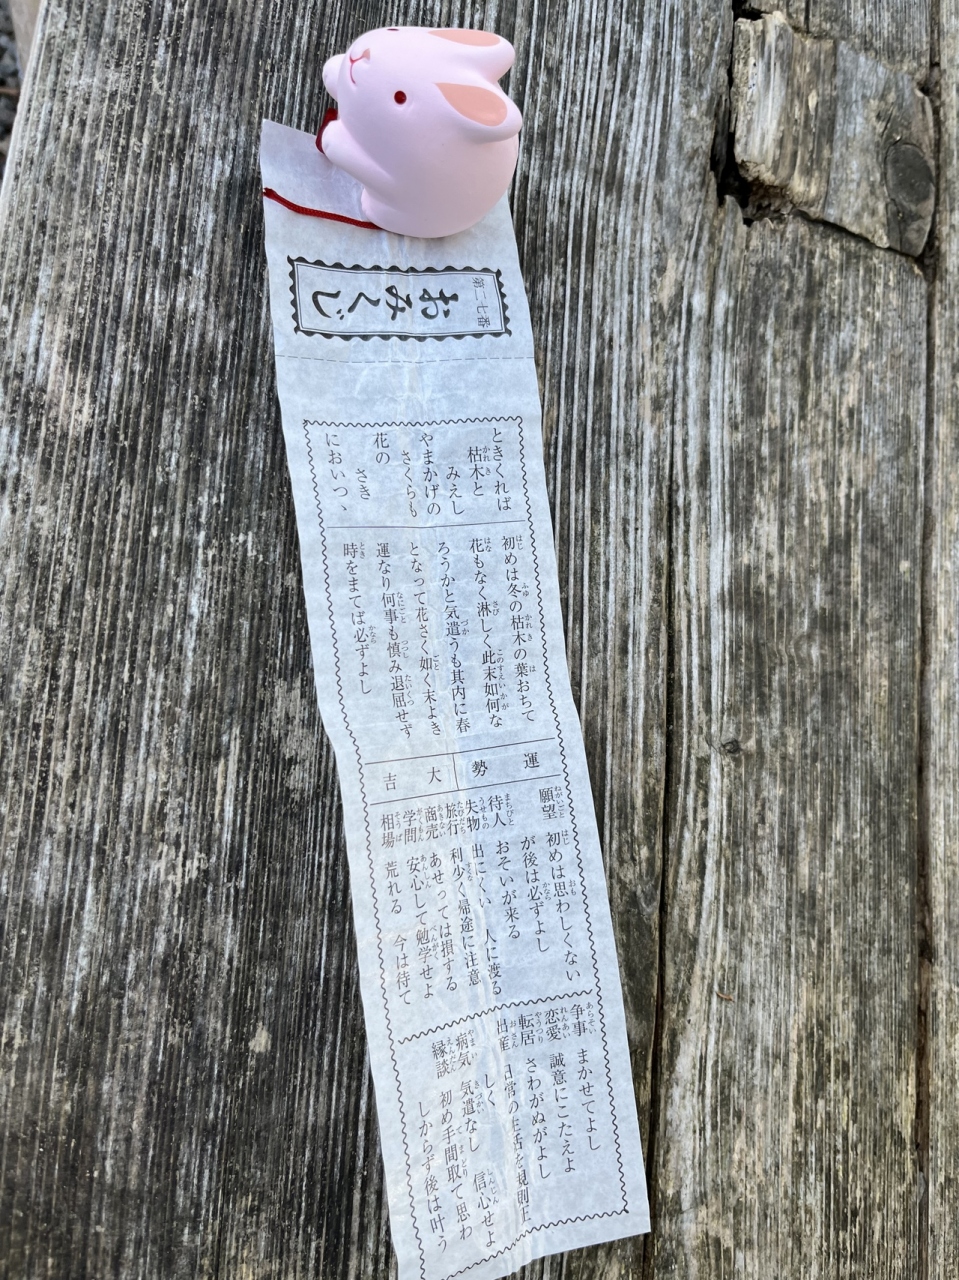 第二七番
おみくじ
ときくれば
枯木と
みえし
やまかげの
さくらも
花の
さき
においつゝ
初めは冬の枯木の葉おちて
花もなく淋しく此末如何な
ろうかと気遣うも其内に春
となって花さく如く末よき
運なり何事も慎み退屈せず
時をまてば必ずよし
運勢
大吉
願望 初めは思わしくない
が後は必ずよし
待人 おそいが来る
失物 出にくい 人に渡る
旅行 利少く帰途に注意
商売 あせっては損する
学問 安心して勉学せよ
相場 荒れる 今は待て
争事 まかせてよし
恋愛 誠意にこたえよ
転居 さわがぬがよし
出産 日常の生活を規則正
しく
病気 気遣なし 信心せよ
縁談 初め手間取て思わ
しからず後は叶う